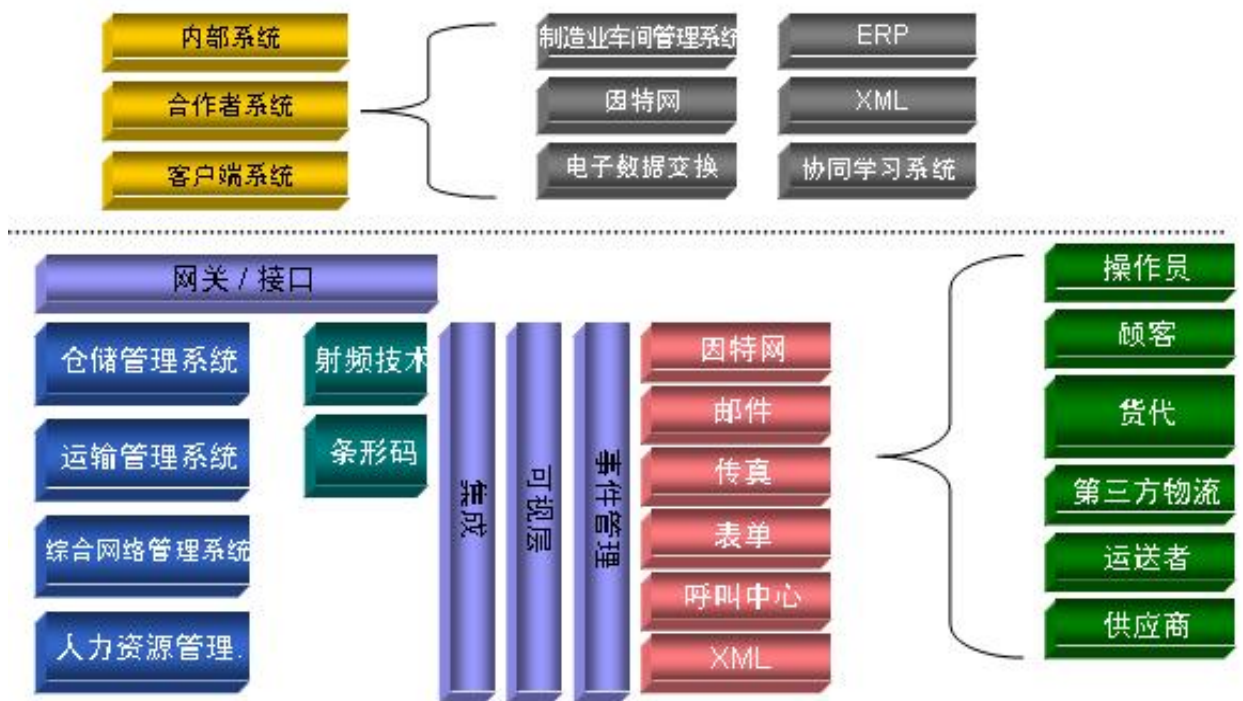 内部系统
合作者系统
客户端系统
制造业车间管理系统
ERP
因特网
XML
电子数据交换
协同学习系统
网关 / 接口
仓储管理系统
运输管理系统
综合网络管理系统
人力资源管理.
射频技术
条形码
集成
可视层
事件管理
因特网
邮件
传真
表单
呼叫中心
XML
操作员
顾客
货代
第三方物流
运送者
供应商